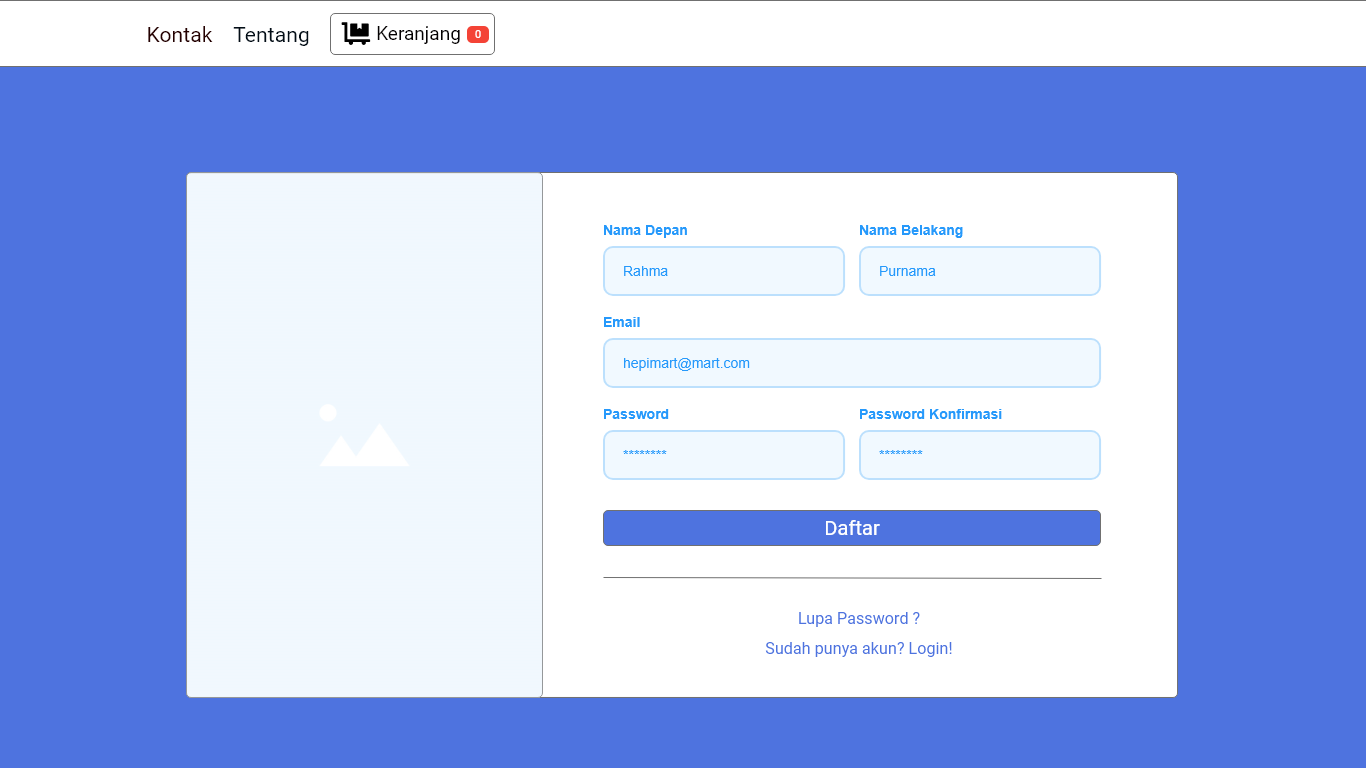 Kontak Tentang Keranjang 0
Nama Depan Nama Belakang
Rahma Purnama
Email
hepimart@mart.com
Password Password Konfirmasi
******** ********
Daftar
Lupa Password ?
Sudah punya akun? Login!